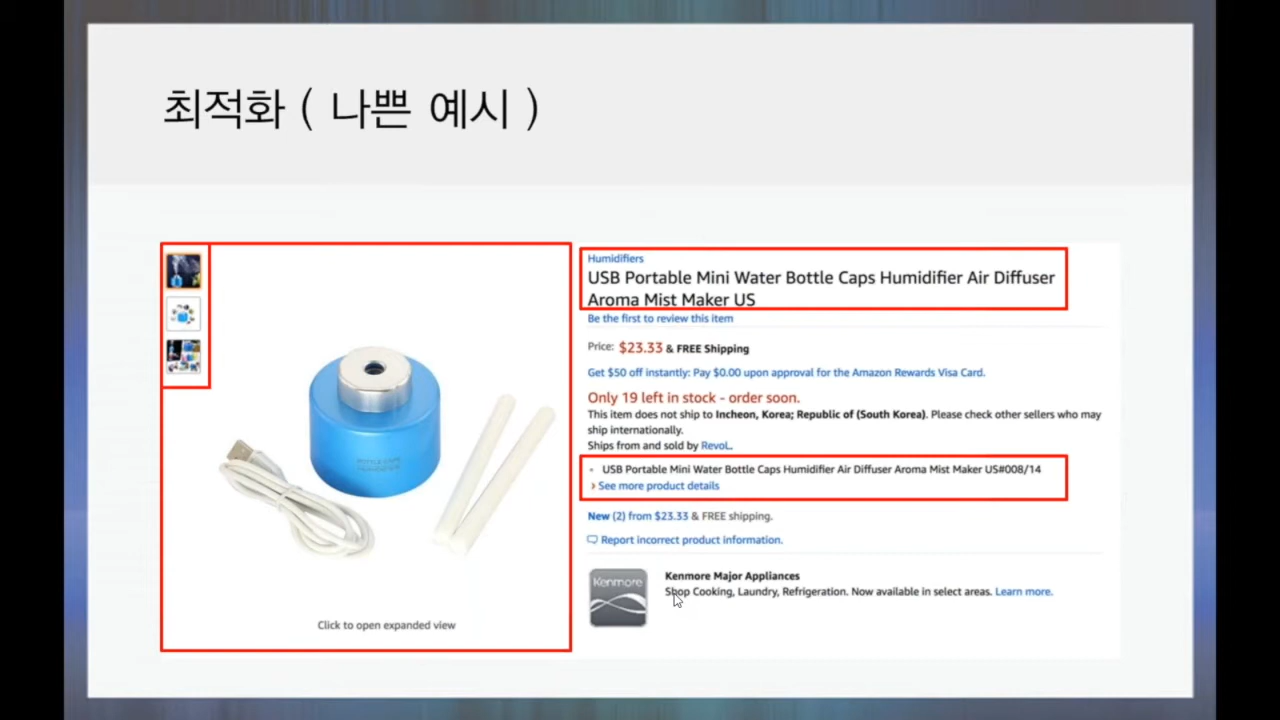 최적화 ( 나쁜 예시 )
Humidifiers
USB Portable Mini Water Bottle Caps Humidifier Air Diffuser
Aroma Mist Maker US
Be the first to review this item
Price: $23.33 & FREE Shipping
Get $50 off instantly: Pay $0.00 upon approval for the Amazon Rewards Visa Card.
Only 19 left in stock - order soon.
This item does not ship to Incheon, Korea; Republic of (South Korea). Please check other sellers who may
ship internationally.
Ships from and sold by RevoL.
USB Portable Mini Water Bottle Caps Humidifier Air Diffuser Aroma Mist Maker US#008/14
› See more product details
New (2) from $23.33 & FREE shipping.
Report incorrect product information.
Kenmore
Kenmore Major Appliances
Shop Cooking, Laundry, Refrigeration. Now available in select areas. Learn more.
Click to open expanded view